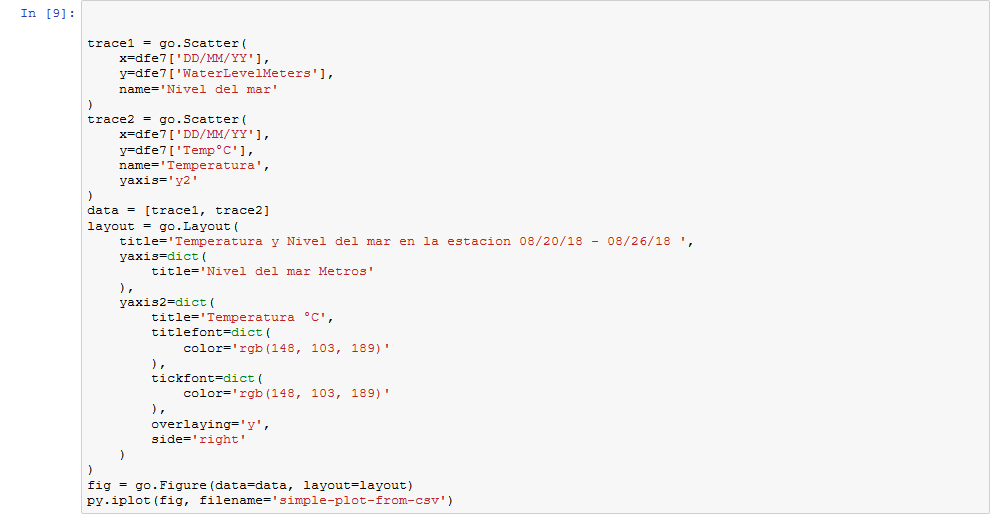 In [9]:
trace1 = go.Scatter(
    x=dfe7['DD/MM/YY'],
    y=dfe7['WaterLevelMeters'],
    name='Nivel del mar'
)
trace2 = go.Scatter(
    x=dfe7['DD/MM/YY'],
    y=dfe7['Temp°C'],
    name='Temperatura',
    yaxis='y2'
)
data = [trace1, trace2]
layout = go.Layout(
    title='Temperatura y Nivel del mar en la estacion 08/20/18 - 08/26/18 ',
    yaxis=dict(
        title='Nivel del mar Metros'
    ),
    yaxis2=dict(
        title='Temperatura °C',
        titlefont=dict(
            color='rgb(148, 103, 189)'
        ),
        tickfont=dict(
            color='rgb(148, 103, 189)'
        ),
        overlaying='y',
        side='right'
    )
)
fig = go.Figure(data=data, layout=layout)
py.iplot(fig, filename='simple-plot-from-csv')